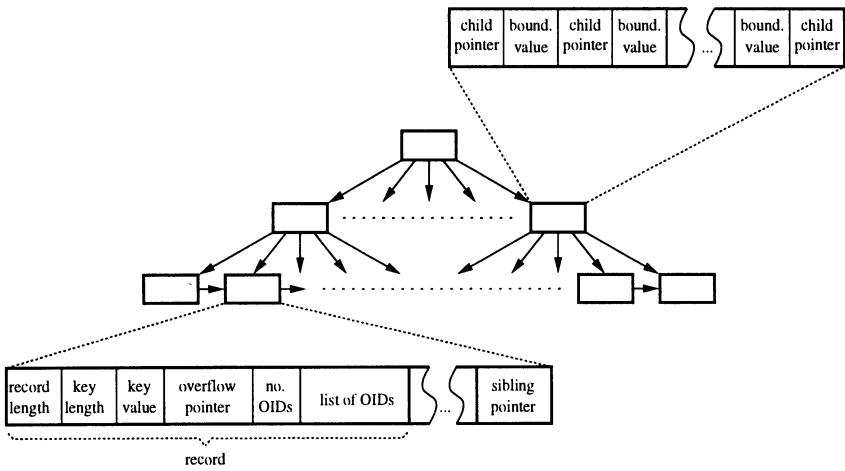 child bound. child bound. bound. child
pointer value pointer value ... value pointer
record key key overflow no. list of OIDs sibling
length length value pointer OIDs ... pointer
record